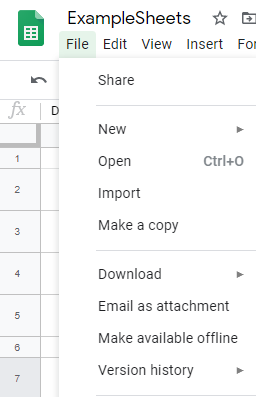 ExampleSheets
File Edit View Insert
fx
Share
New
1
Open Ctrl+O
2
Import
3
Make a copy
4
Download
5
Email as attachment
6
Make available offline
7
Version history